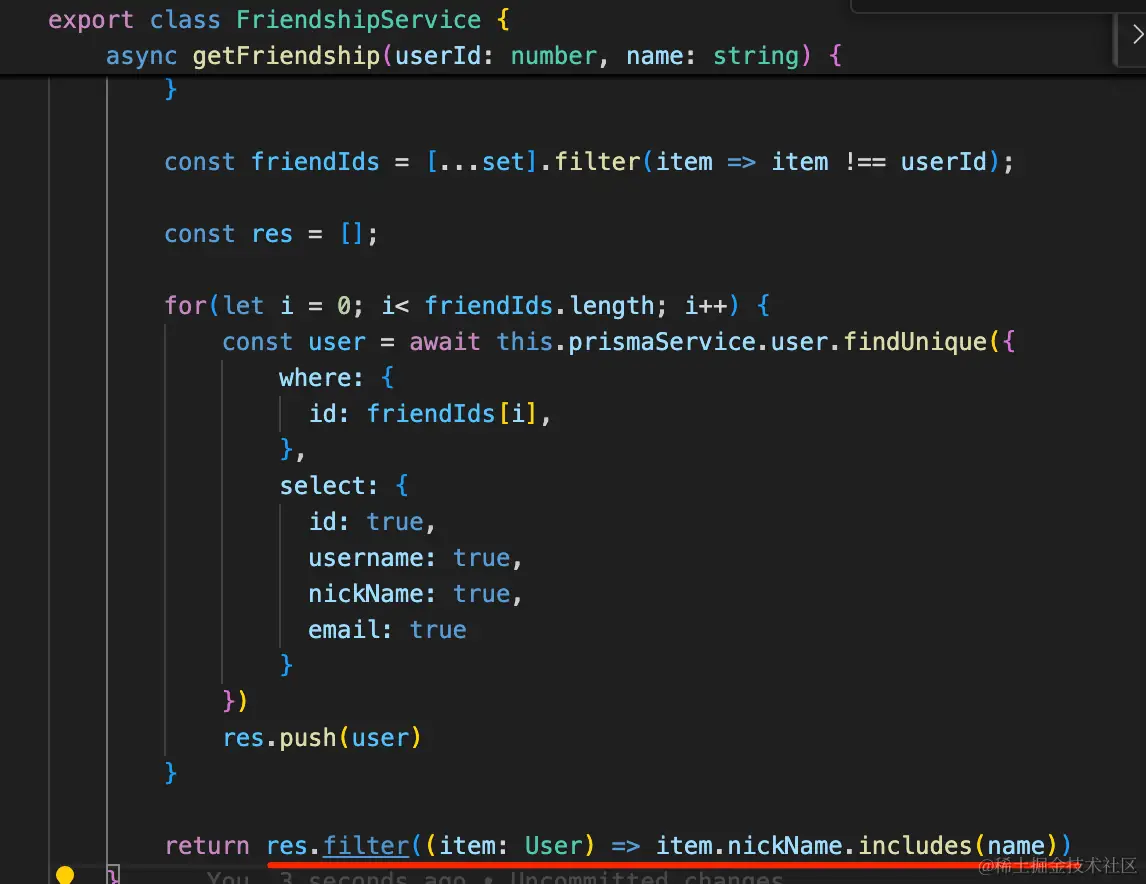 export class FriendshipService {
async getFriendship(userId: number, name: string) {
}
const friendIds = [...set].filter(item => item !== userId);
const res = [];
for(let i = 0; i< friendIds.length; i++) {
const user = await this.prismaService.user.findUnique({
where: {
id: friendIds[i],
},
select: {
id: true,
username: true,
nickName: true,
email: true
}
})
res.push(user)
}
return res.filter((item: User) => item.nickName.includes(name))
@稀土掘金技术社区
}
You, 3 seconds ago • Uncommitted changes